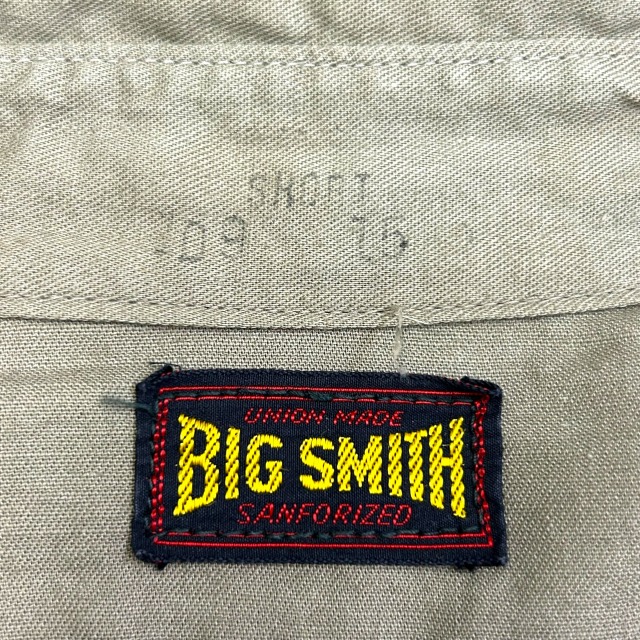 SHORT
16
UNION MADE
BIG SMITH
SANFORIZED